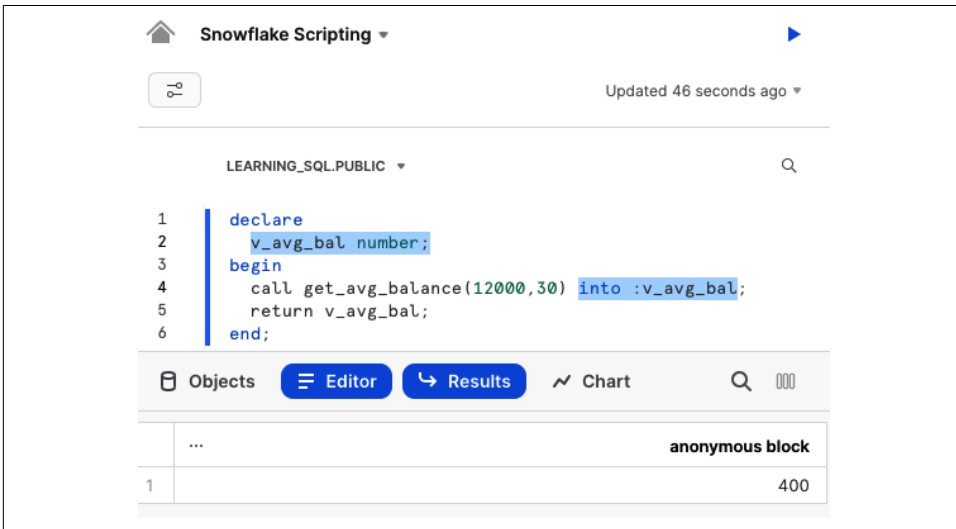 Snowflake Scripting
Updated 46 seconds ago
LEARNING_SQL.PUBLIC
1 declare
2 v_avg_bal number;
3 begin
4 call get_avg_balance(12000,30) into :v_avg_bal;
5 return v_avg_bal;
6 end;
Objects Editor Results Chart
... anonymous block
1 400